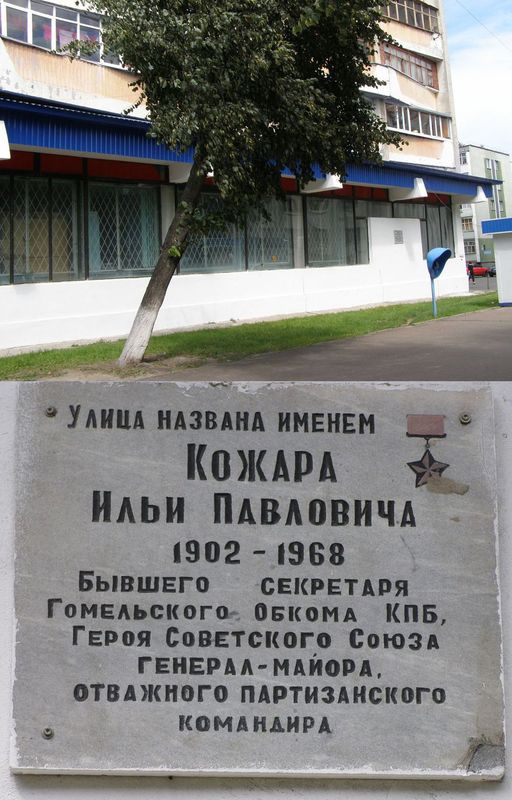 Улица названа именем
Кожара
Ильи Павловича
1902 - 1968
Бывшего секретаря
Гомельского Обкома КПБ,
Героя Советского Союза
генерал-майора,
отважного партизанского
командира